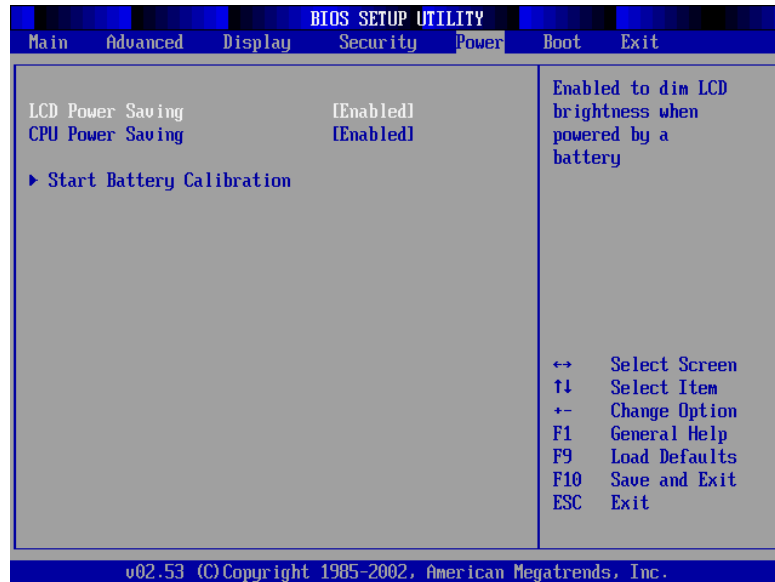 BIOS SETUP UTILITY
Main Advanced Display Security Power Boot Exit
LCD Power Saving [Enabled]
CPU Power Saving [Enabled]
▶ Start Battery Calibration
Enabled to dim LCD
brightness when
powered by a
battery
↔ Select Screen
↑↓ Select Item
+- Change Option
F1 General Help
F9 Load Defaults
F10 Save and Exit
ESC Exit
v02.53 (C)Copyright 1985-2002, American Megatrends, Inc.